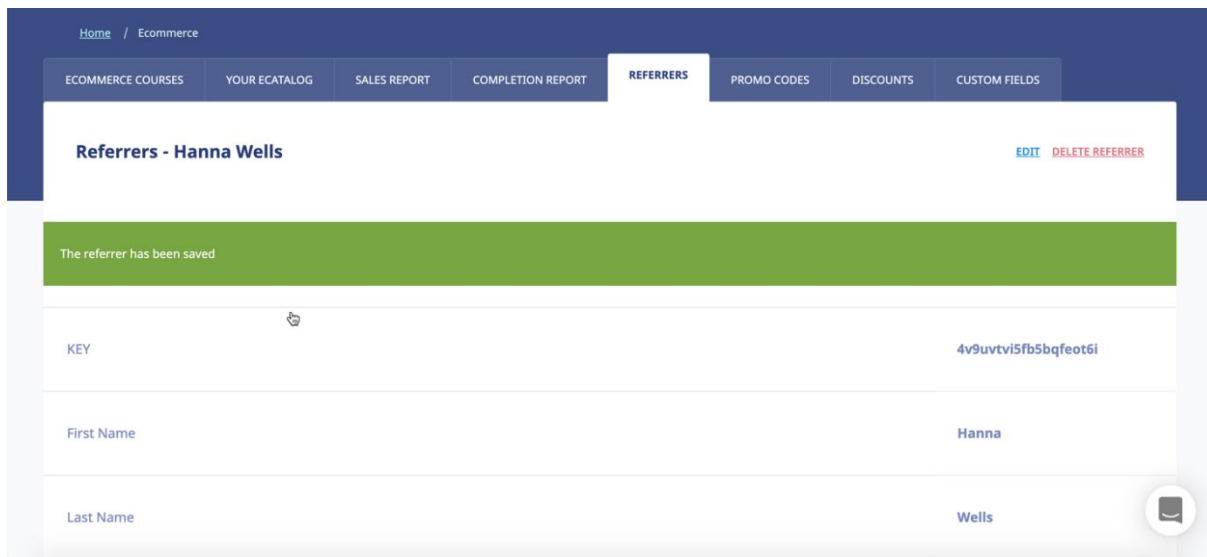 Home / Ecommerce
ECOMMERCE COURSES YOUR ECATALOG SALES REPORT COMPLETION REPORT REFERRERS PROMO CODES DISCOUNTS CUSTOM FIELDS
Referrers - Hanna Wells EDIT DELETE REFERRER
The referrer has been saved
KEY 4v9uvtvi5fb5bqfeot6i
First Name Hanna
Last Name Wells